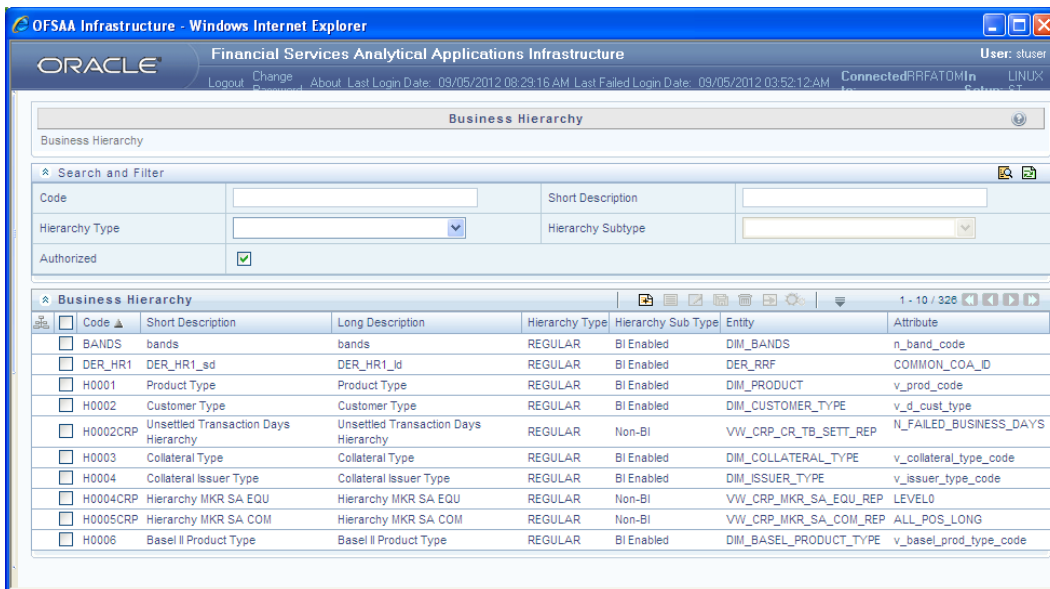 OFSAA Infrastructure - Windows Internet Explorer
ORACLE
Financial Services Analytical Applications Infrastructure
User: stuser
Logout Change About Last Login Date: 09/05/2012 08:29:16 AM Last Failed Login Date: 09/05/2012 03:52:12:AM Connected RRFATOM In LINUX
Business Hierarchy
Business Hierarchy
Search and Filter
Code Short Description
Hierarchy Type Hierarchy Subtype
Authorized
Business Hierarchy 1 - 10 / 326
Code Short Description Long Description Hierarchy Type Hierarchy Sub Type Entity Attribute
BANDS bands bands REGULAR BI Enabled DIM_BANDS n_band_code
DER_HR1 DER_HR1_sd DER_HR1_ld REGULAR BI Enabled DER_RRF COMMON_COA_ID
H0001 Product Type Product Type REGULAR BI Enabled DIM_PRODUCT v_prod_code
H0002 Customer Type Customer Type REGULAR BI Enabled DIM_CUSTOMER_TYPE v_d_cust_type
H0002CRP Unsettled Transaction Days Hierarchy Unsettled Transaction Days Hierarchy REGULAR Non-BI VW_CRP_CR_TB_SETT_REP N_FAILED_BUSINESS_DAYS
H0003 Collateral Type Collateral Type REGULAR BI Enabled DIM_COLLATERAL_TYPE v_collateral_type_code
H0004 Collateral Issuer Type Collateral Issuer Type REGULAR BI Enabled DIM_ISSUER_TYPE v_issuer_type_code
H0004CRP Hierarchy MKR SA EQU Hierarchy MKR SA EQU REGULAR Non-BI VW_CRP_MKR_SA_EQU_REP LEVEL0
H0005CRP Hierarchy MKR SA COM Hierarchy MKR SA COM REGULAR Non-BI VW_CRP_MKR_SA_COM_REP ALL_POS_LONG
H0006 Basel II Product Type Basel II Product Type REGULAR BI Enabled DIM_BASEL_PRODUCT_TYPE v_basel_prod_type_code